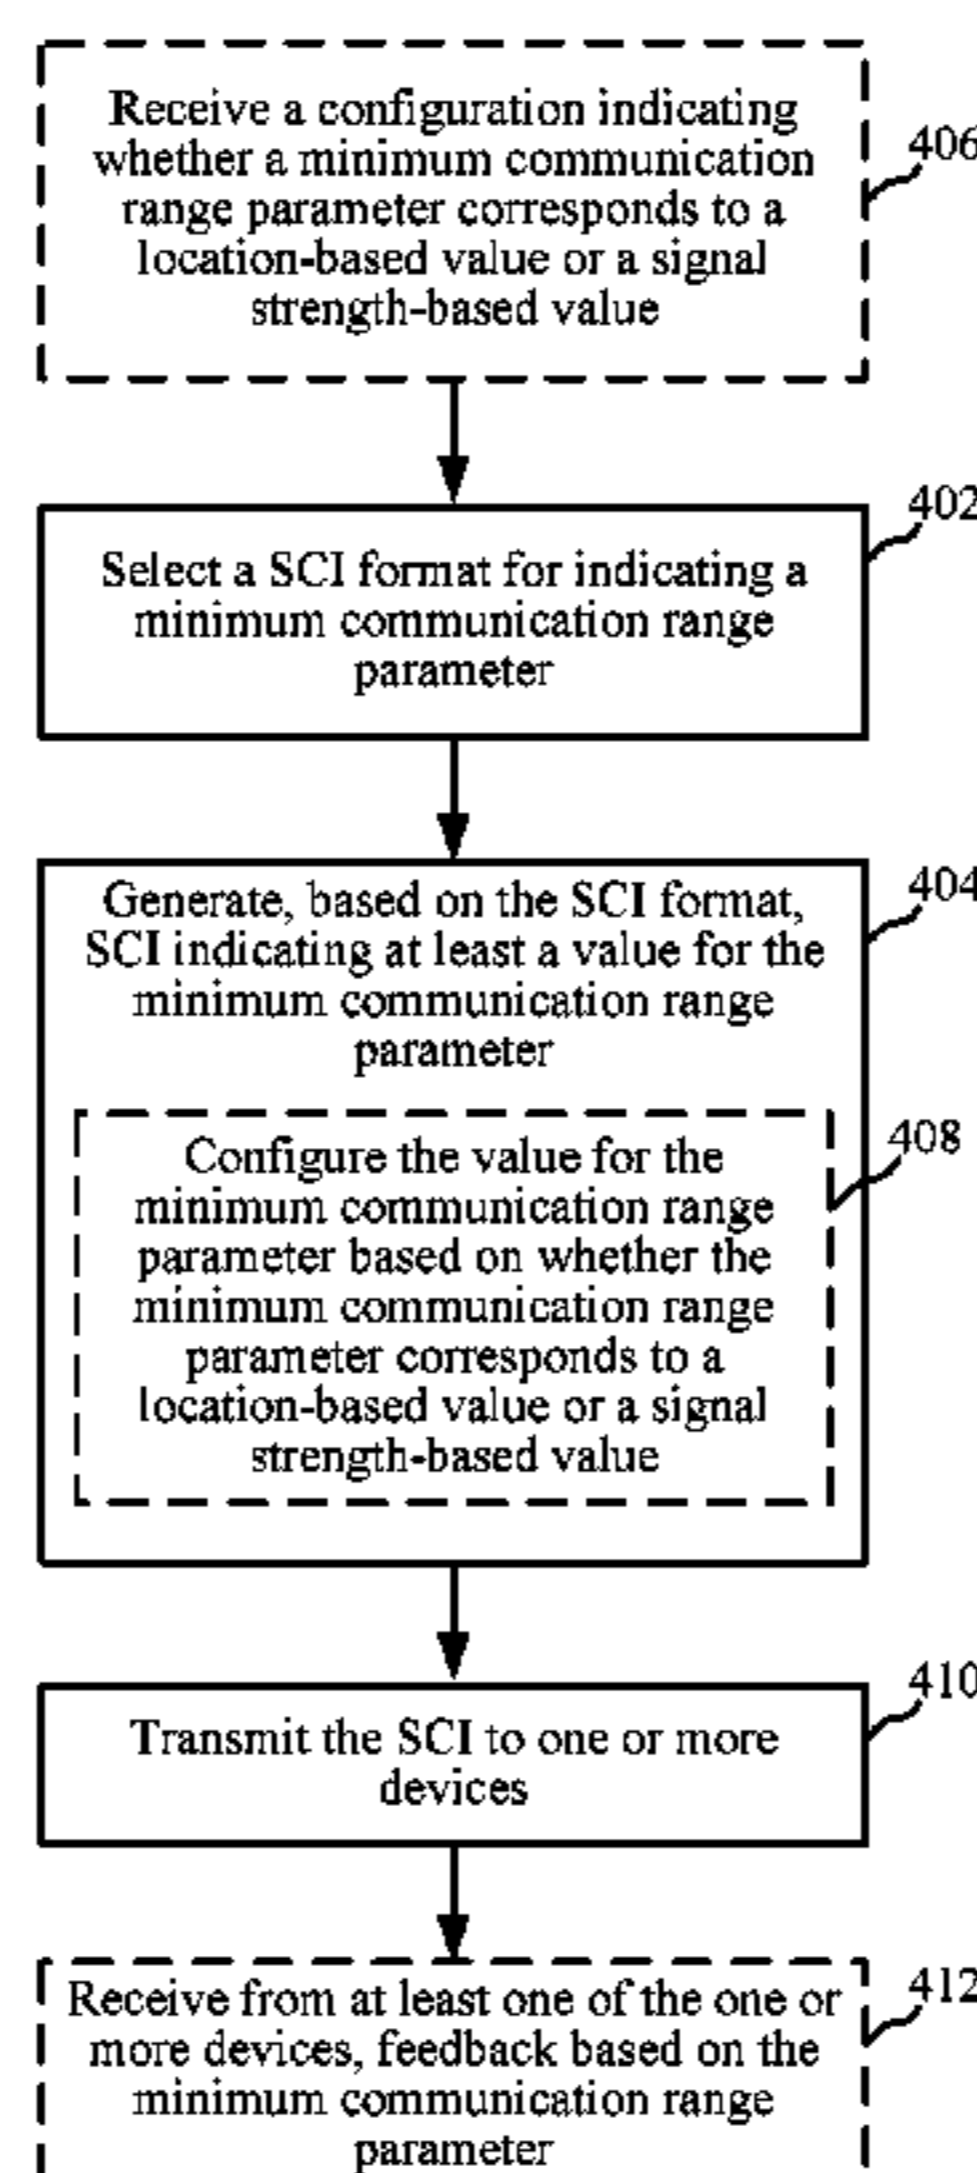 Receive a configuration indicating
whether a minimum communication
range parameter corresponds to a
location-based value or a signal
strength-based value
406
Select a SCI format for indicating a
minimum communication range
parameter
402
Generate, based on the SCI format,
SCI indicating at least a value for the
minimum communication range
parameter
404
Configure the value for the
minimum communication range
parameter based on whether the
minimum communication range
parameter corresponds to a
location-based value or a signal
strength-based value
408
Transmit the SCI to one or more
devices
410
Receive from at least one of the one or
more devices, feedback based on the
minimum communication range
parameter
412